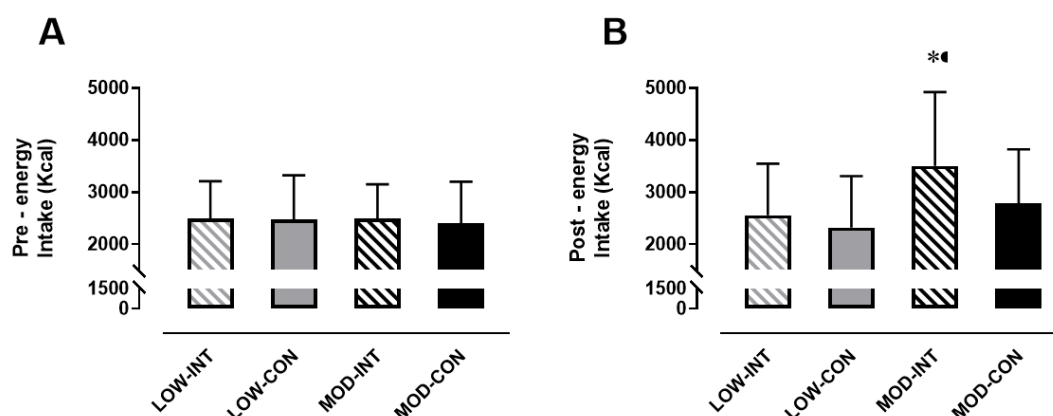 A
Pre - energy
Intake (Kcal)
5000
4000
3000
2000
1500
0
LOW-INT
LOW-CON
MOD-INT
MOD-CON
B
Post - energy
Intake (Kcal)
5000
4000
3000
2000
1500
0
*◖
LOW-INT
LOW-CON
MOD-INT
MOD-CON